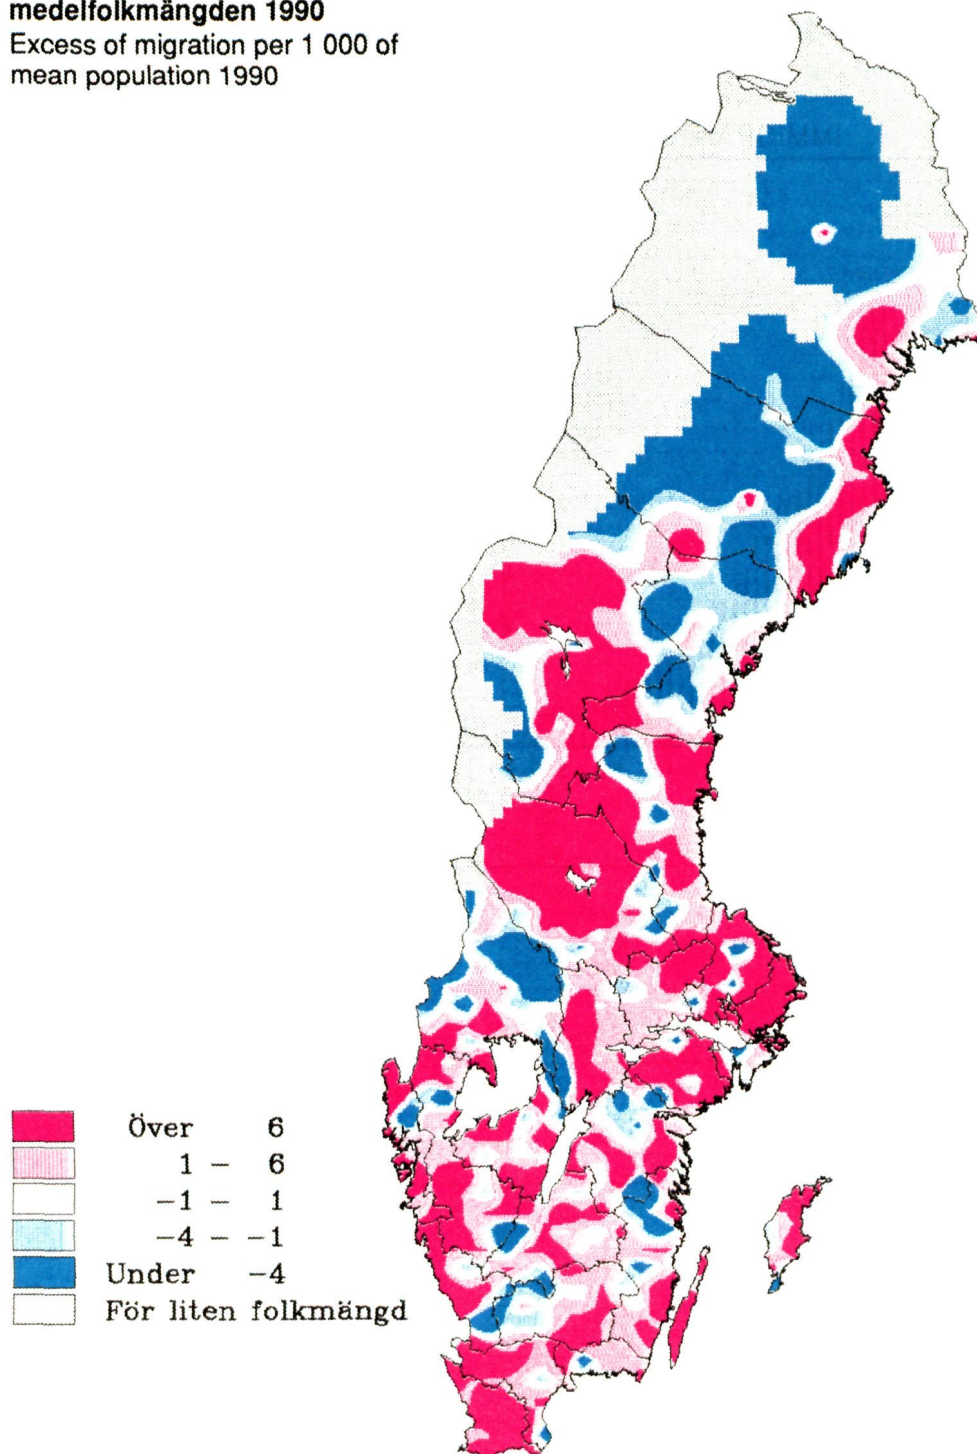 medelfolkmängden 1990
Excess of migration per 1 000 of
mean population 1990
Över 6
1 – 6
-1 – 1
-4 – -1
Under -4
För liten folkmängd